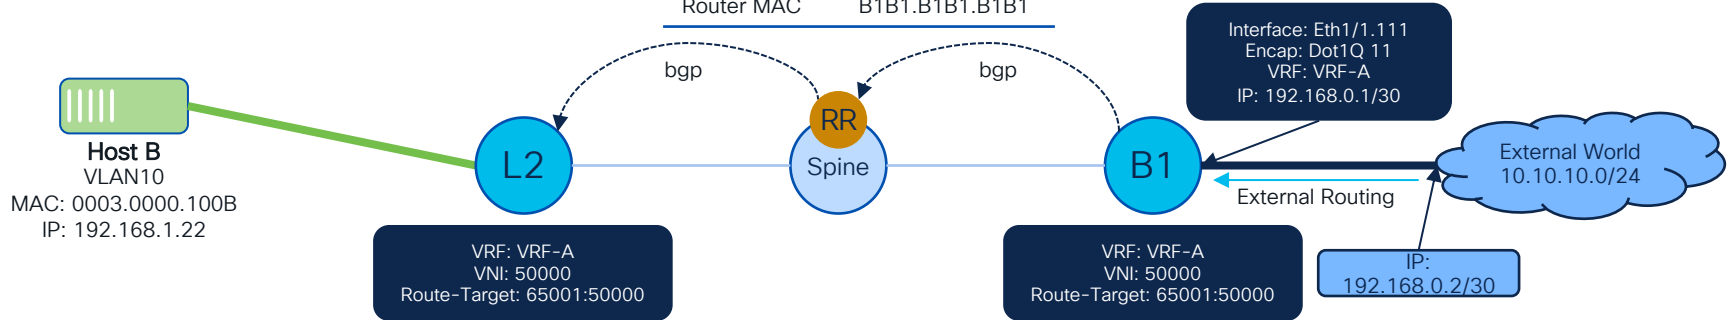 Router MAC B1B1.B1B1.B1B1
bgp
bgp
Interface: Eth1/1.111
Encap: Dot1Q 11
VRF: VRF-A
IP: 192.168.0.1/30
RR
Host B
VLAN10
MAC: 0003.0000.100B
IP: 192.168.1.22
L2
Spine
B1
External World
10.10.10.0/24
External Routing
VRF: VRF-A
VNI: 50000
Route-Target: 65001:50000
VRF: VRF-A
VNI: 50000
Route-Target: 65001:50000
IP:
192.168.0.2/30